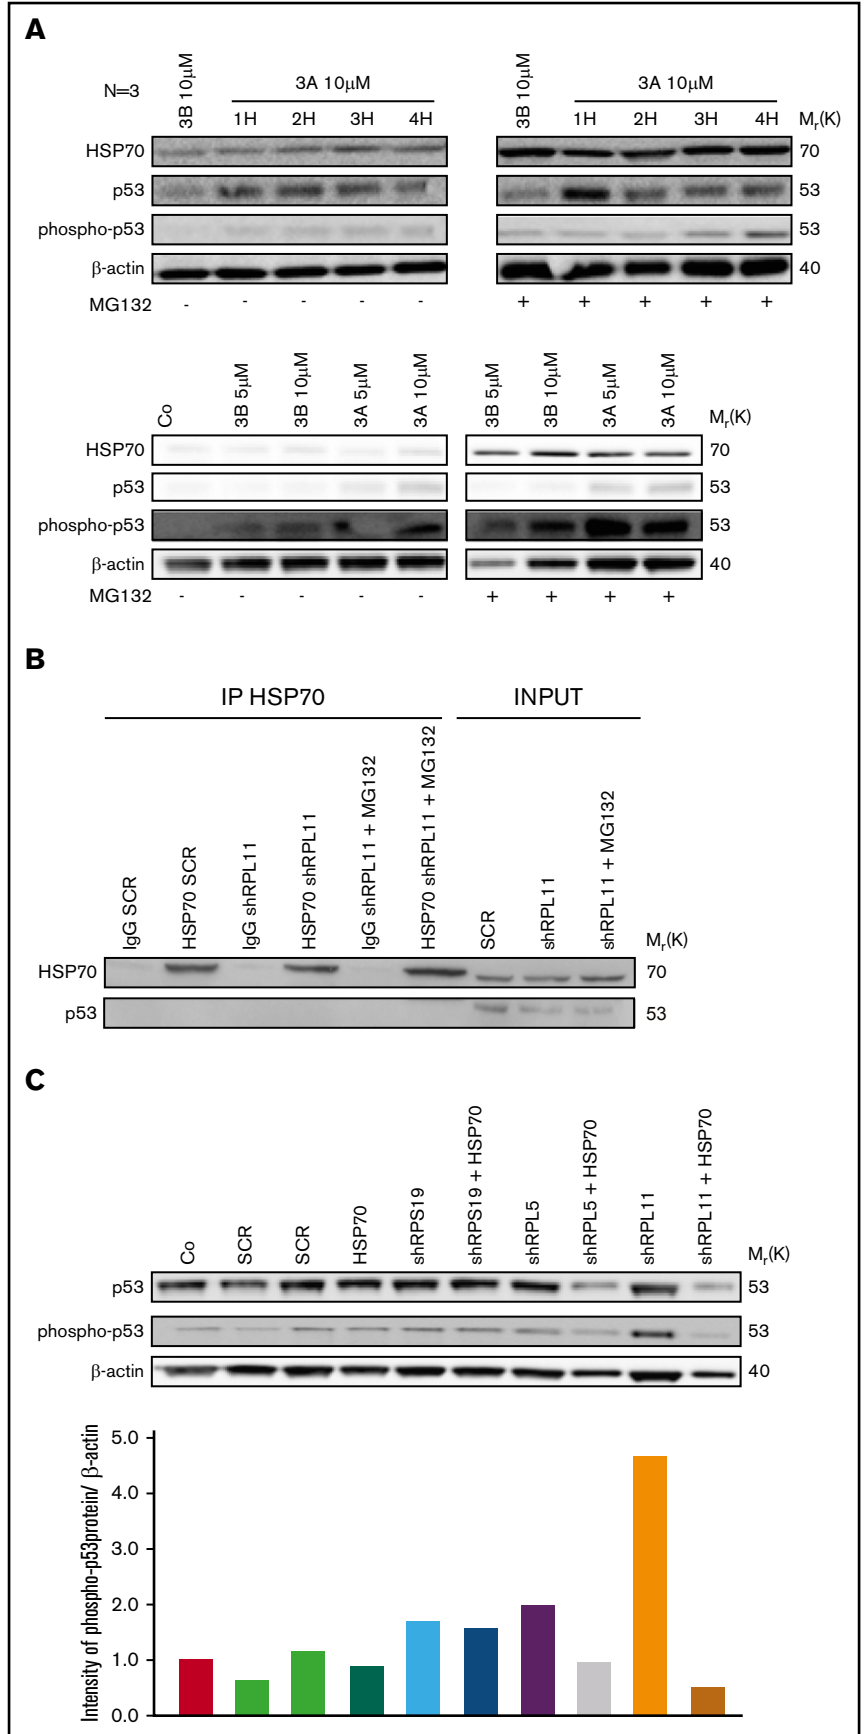 A
N=3
3B 10μM
3A 10μM
1H 2H 3H 4H
3B 10μM
3A 10μM
1H 2H 3H 4H
Mr(K)
HSP70
70
p53
53
phospho-p53
53
β-actin
40
MG132 - - - - - + + + + +
Co
3B 5μM
3B 10μM
3A 5μM
3A 10μM
3B 5μM
3B 10μM
3A 5μM
3A 10μM
Mr(K)
HSP70
70
p53
53
phospho-p53
53
β-actin
40
MG132 - - - - - + + + +
B
IP HSP70
INPUT
IgG SCR
HSP70 SCR
IgG shRPL11
HSP70 shRPL11
IgG shRPL11 + MG132
HSP70 shRPL11 + MG132
SCR
shRPL11
shRPL11 + MG132
Mr(K)
HSP70
70
p53
53
C
Co
SCR
SCR
HSP70
shRPS19
shRPS19 + HSP70
shRPL5
shRPL5 + HSP70
shRPL11
shRPL11 + HSP70
Mr(K)
p53
53
phospho-p53
53
β-actin
40
Intensity of phospho-p53protein/ β-actin
5.0
4.0
3.0
2.0
1.0
0.0